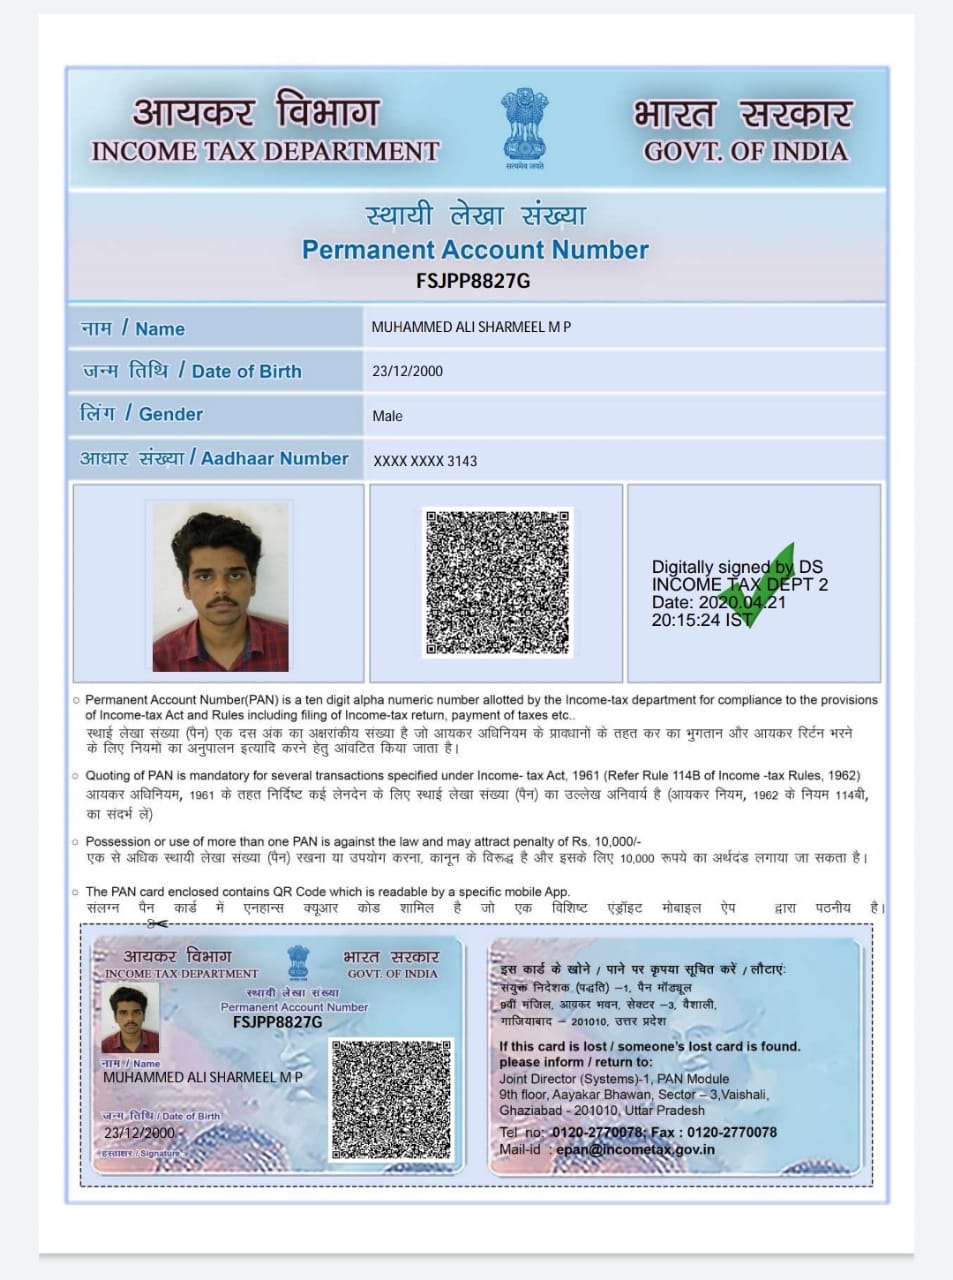 आयकर विभाग
INCOME TAX DEPARTMENT
सत्यमेव जयते
भारत सरकार
GOVT. OF INDIA
स्थायी लेखा संख्या
Permanent Account Number
FSJPP8827G
नाम / Name MUHAMMED ALI SHARMEEL M P
जन्म तिथि / Date of Birth 23/12/2000
लिंग / Gender Male
आधार संख्या / Aadhaar Number XXXX XXXX 3143
Digitally signed by DS
INCOME TAX DEPT 2
Date: 2020.04.21
20:15:24 IST
Permanent Account Number(PAN) is a ten digit alpha numeric number allotted by the Income-tax department for compliance to the provisions
of Income-tax Act and Rules including filing of Income-tax return, payment of taxes etc..
स्थाई लेखा संख्या (पैन) एक दस अंक का अक्षरांकीय संख्या है जो आयकर अधिनियम के प्रावधानों के तहत कर का भुगतान और आयकर रिर्टन भरने
के लिए नियमों का अनुपालन इत्यादि करने हेतु आंवटित किया जाता है।
Quoting of PAN is mandatory for several transactions specified under Income- tax Act, 1961 (Refer Rule 114B of Income -tax Rules, 1962)
आयकर अधिनियम, 1961 के तहत निर्दिष्ट कई लेनदेन के लिए स्थाई लेखा संख्या (पैन) का उल्लेख अनिवार्य है (आयकर नियम, 1962 के नियम 114बी,
का संदर्भ लें)
Possession or use of more than one PAN is against the law and may attract penalty of Rs. 10,000/-
एक से अधिक स्थायी लेखा संख्या (पैन) रखना या उपयोग करना, कानून के विरूद्ध है और इसके लिए 10,000 रूपये का अर्थदंड लगाया जा सकता है।
The PAN card enclosed contains QR Code which is readable by a specific mobile App.
संलग्न पैन कार्ड में एनहान्स क्यूआर कोड शामिल है जो एक विशिष्ट एंड्रॉइट मोबाइल ऐप द्वारा पठनीय है।
आयकर विभाग
INCOME TAX DEPARTMENT
भारत सरकार
GOVT. OF INDIA
स्थायी लेखा संख्या
Permanent Account Number
FSJPP8827G
नाम / Name
MUHAMMED ALI SHARMEEL M P
जन्म तिथि / Date of Birth
23/12/2000
हस्ताक्षर / Signature
इस कार्ड के खोने / पाने पर कृपया सूचित करें / लौटाएं:
संयुक्त निदेशक (पद्धति) –1, पैन मॉड्यूल
9वीं मंजिल, आयकर भवन, सेक्टर –3, वैशाली,
गाजियाबाद – 201010, उत्तर प्रदेश
If this card is lost / someone's lost card is found.
please inform / return to:
Joint Director (Systems)-1, PAN Module
9th floor, Aayakar Bhawan, Sector – 3,Vaishali,
Ghaziabad - 201010, Uttar Pradesh
Tel no: 0120-2770078; Fax : 0120-2770078
Mail-id : epan@incometax.gov.in